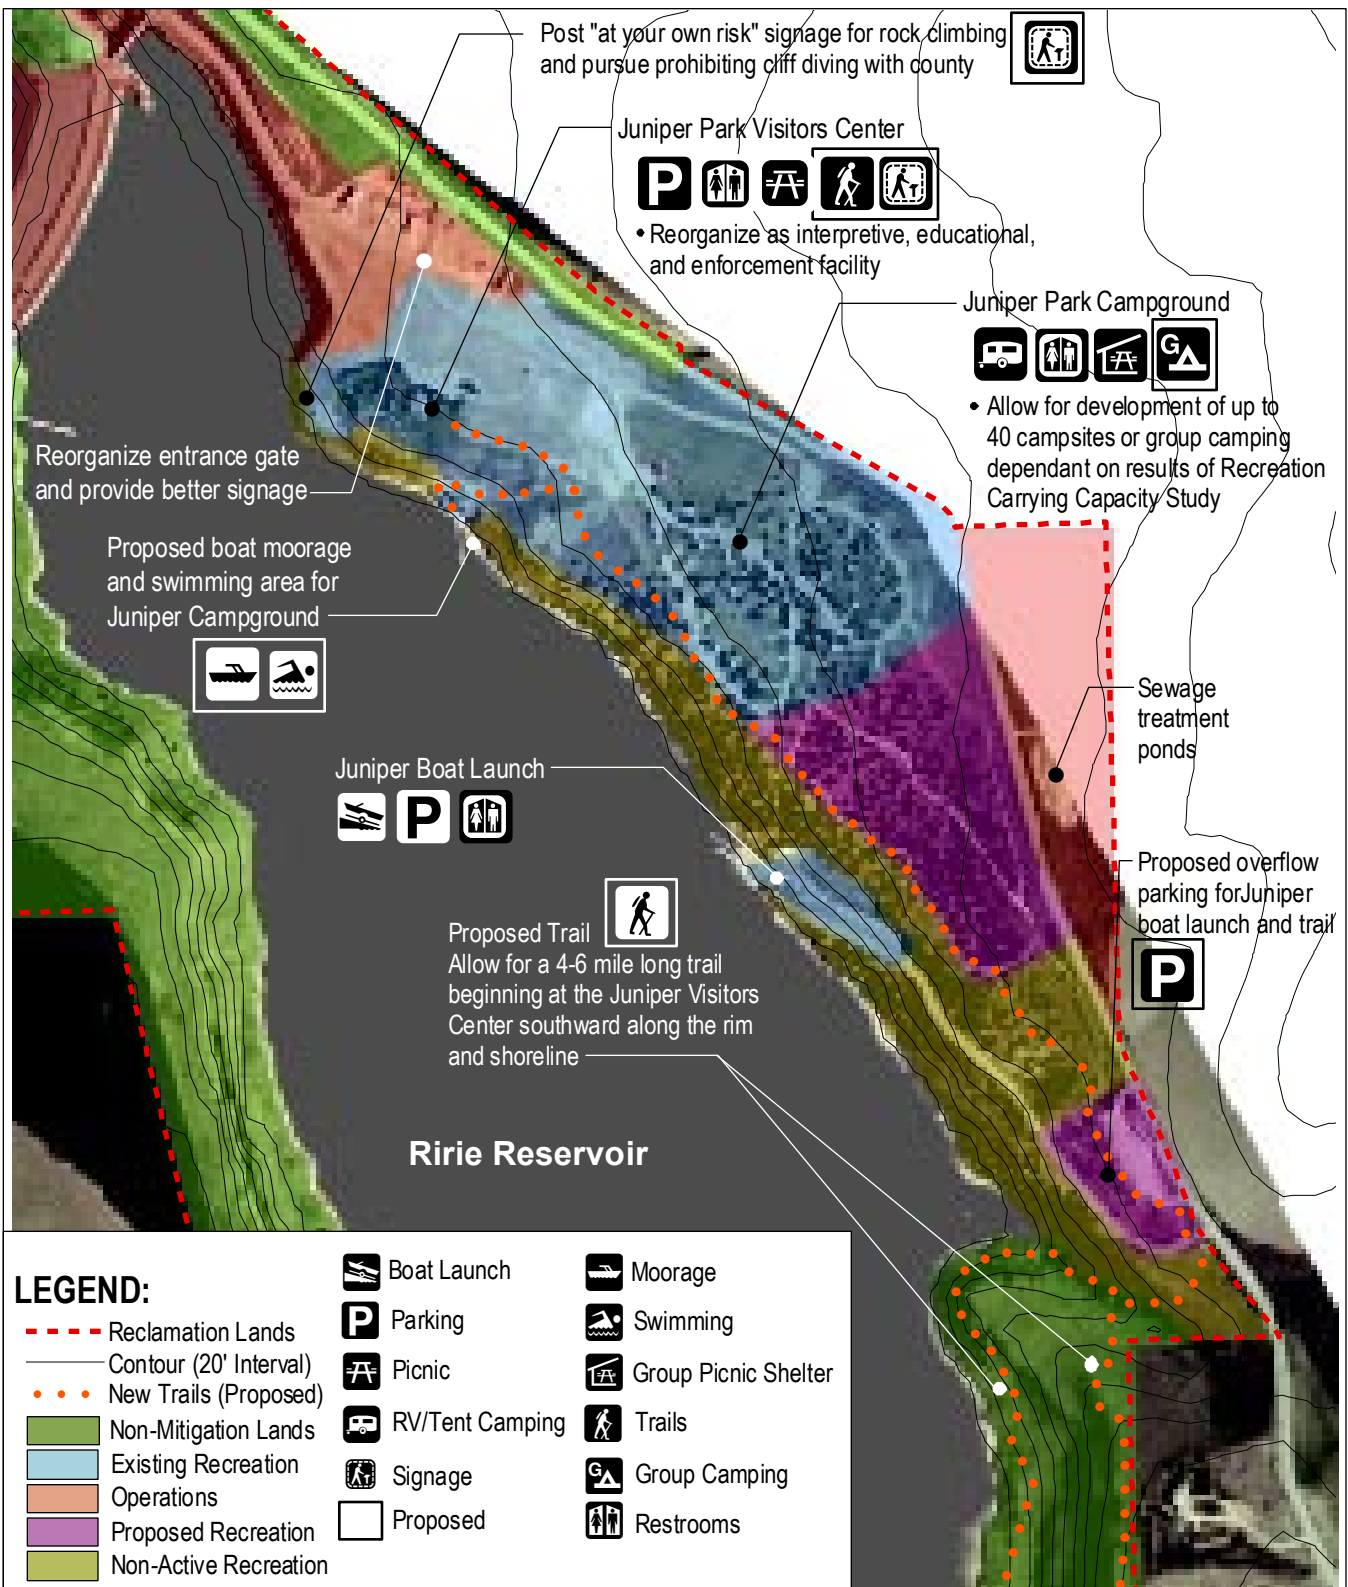 Post "at your own risk" signage for rock climbing
and pursue prohibiting cliff diving with county
Juniper Park Visitors Center
P
• Reorganize as interpretive, educational,
and enforcement facility
Juniper Park Campground
G
• Allow for development of up to
40 campsites or group camping
dependant on results of Recreation
Carrying Capacity Study
Reorganize entrance gate
and provide better signage
Proposed boat moorage
and swimming area for
Juniper Campground
Sewage
treatment
ponds
Juniper Boat Launch
P
Proposed overflow
parking forJuniper
boat launch and trail
P
Proposed Trail
Allow for a 4-6 mile long trail
beginning at the Juniper Visitors
Center southward along the rim
and shoreline
Ririe Reservoir
LEGEND:
Reclamation Lands
Contour (20' Interval)
New Trails (Proposed)
Non-Mitigation Lands
Existing Recreation
Operations
Proposed Recreation
Non-Active Recreation
Boat Launch
P Parking
Picnic
RV/Tent Camping
Signage
Proposed
Moorage
Swimming
Group Picnic Shelter
Trails
G Group Camping
Restrooms